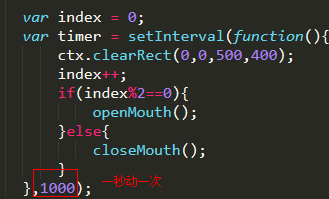 var index = 0;
var timer = setInterval(function(){
ctx.clearRect(0,0,500,400);
index++;
if(index%2==0){
openMouth();
}else{
closeMouth();
}
},1000); 一秒动一次